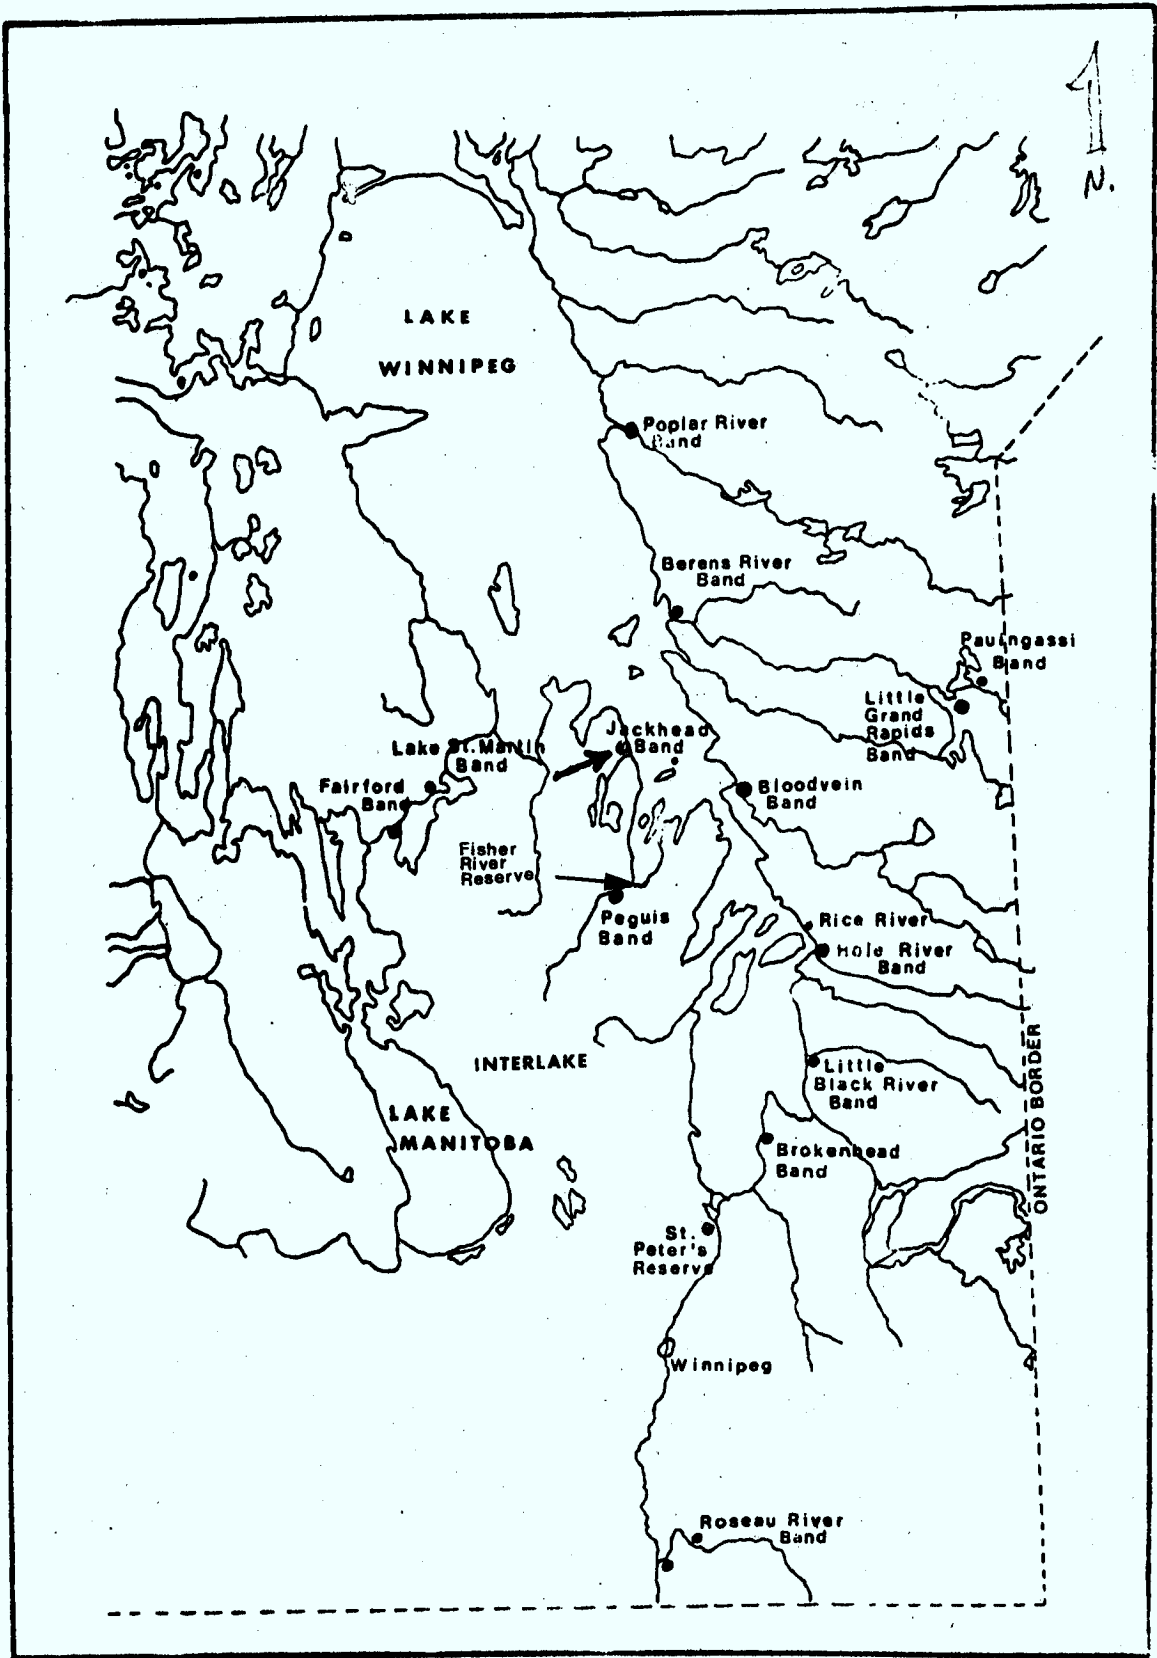 N.
LAKE
WINNIPEG
Poplar River
Band
Berens River
Band
Pauingassi
Band
Little
Grand
Rapids
Band
Jackhead
Band
Lake St. Martin
Band
Fairford
Band
Bloodvein
Band
Fisher
River
Reserve
Peguis
Band
Rice River
Hole River
Band
INTERLAKE
ONTARIO BORDER
Little
Black River
Band
LAKE
MANITOBA
Brokenhead
Band
St.
Peter's
Reserve
Winnipeg
Roseau River
Band